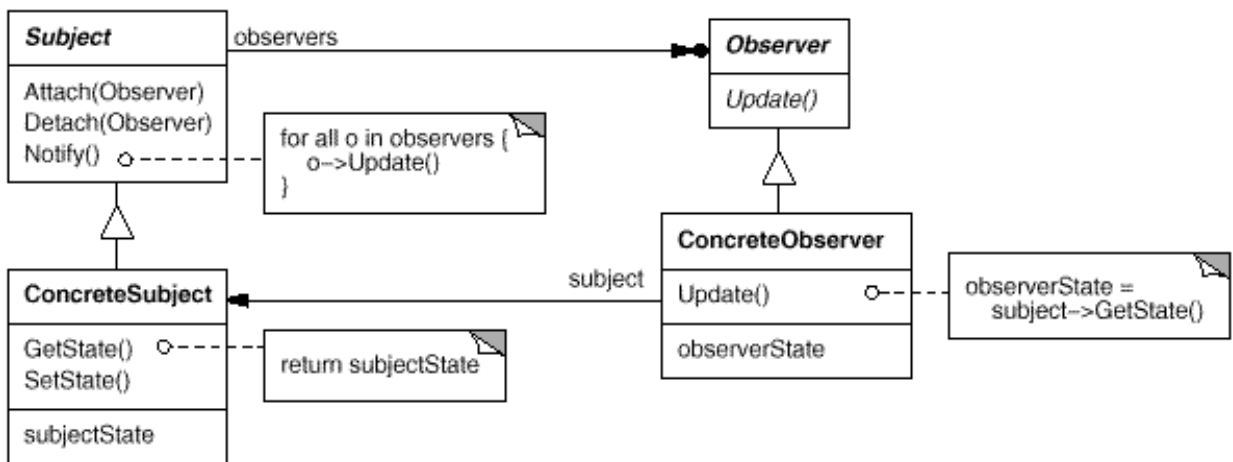 Subject
observers
Attach(Observer)
Detach(Observer)
Notify()
for all o in observers {
o->Update()
}
Observer
Update()
ConcreteObserver
Update()
observerState
observerState =
subject->GetState()
subject
ConcreteSubject
GetState()
SetState()
subjectState
return subjectState